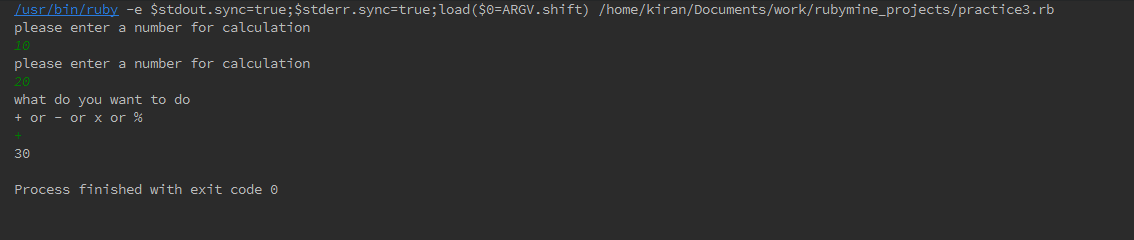 /usr/bin/ruby -e $stdout.sync=true;$stderr.sync=true;load($0=ARGV.shift) /home/kiran/Documents/work/rubymine_projects/practice3.rb
please enter a number for calculation
10
please enter a number for calculation
20
what do you want to do
+ or - or x or %
+
30
Process finished with exit code 0